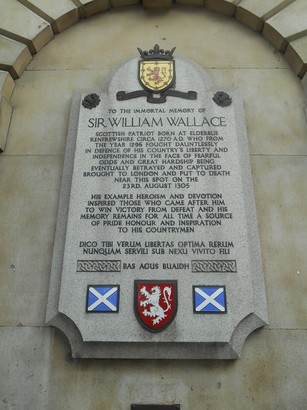 TO THE IMMORTAL MEMORY OF
SIR WILLIAM WALLACE
SCOTTISH PATRIOT BORN AT ELDERSLIE
RENFREWSHIRE CIRCA 1270 A.D. WHO FROM
THE YEAR 1296 FOUGHT DAUNTLESSLY
IN DEFENCE OF HIS COUNTRY'S LIBERTY AND
INDEPENDENCE IN THE FACE OF FEARFUL
ODDS AND GREAT HARDSHIP BEING
EVENTUALLY BETRAYED AND CAPTURED
BROUGHT TO LONDON AND PUT TO DEATH
NEAR THIS SPOT ON THE
23RD. AUGUST 1305
HIS EXAMPLE HEROISM AND DEVOTION
INSPIRED THOSE WHO CAME AFTER HIM
TO WIN VICTORY FROM DEFEAT AND HIS
MEMORY REMAINS FOR ALL TIME A SOURCE
OF PRIDE HONOUR AND INSPIRATION
TO HIS COUNTRYMEN
DICO TIBI VERUM LIBERTAS OPTIMA RERUM
NUNQUAM SERVILI SUB NEXU VIVITO FILI
BAS AGUS BUAIDH